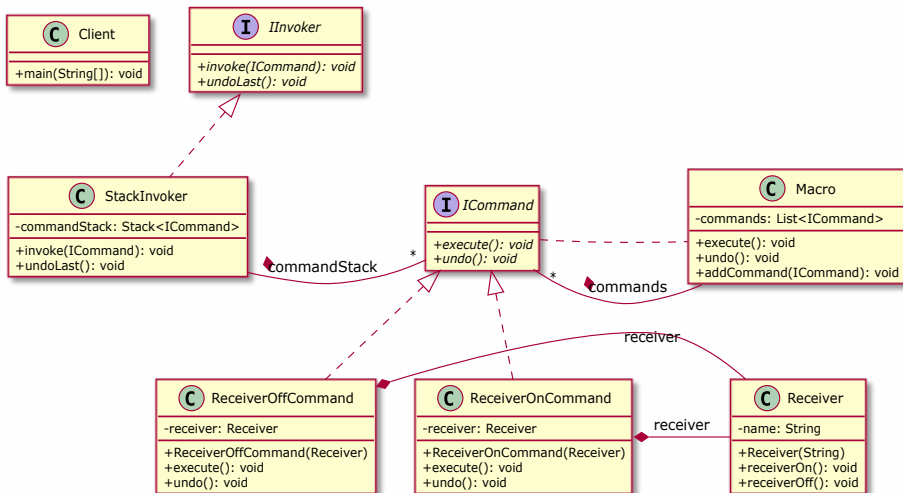 C Client
+main(String[]): void
I IInvoker
+invoke(ICommand): void
+undoLast(): void
C StackInvoker
-commandStack: Stack<ICommand>
+invoke(ICommand): void
+undoLast(): void
I ICommand
+execute(): void
+undo(): void
C Macro
-commands: List<ICommand>
+execute(): void
+undo(): void
+addCommand(ICommand): void
commandStack
*
*
commands
receiver
C ReceiverOffCommand
-receiver: Receiver
+ReceiverOffCommand(Receiver)
+execute(): void
+undo(): void
C ReceiverOnCommand
-receiver: Receiver
+ReceiverOnCommand(Receiver)
+execute(): void
+undo(): void
receiver
C Receiver
-name: String
+Receiver(String)
+receiverOn(): void
+receiverOff(): void